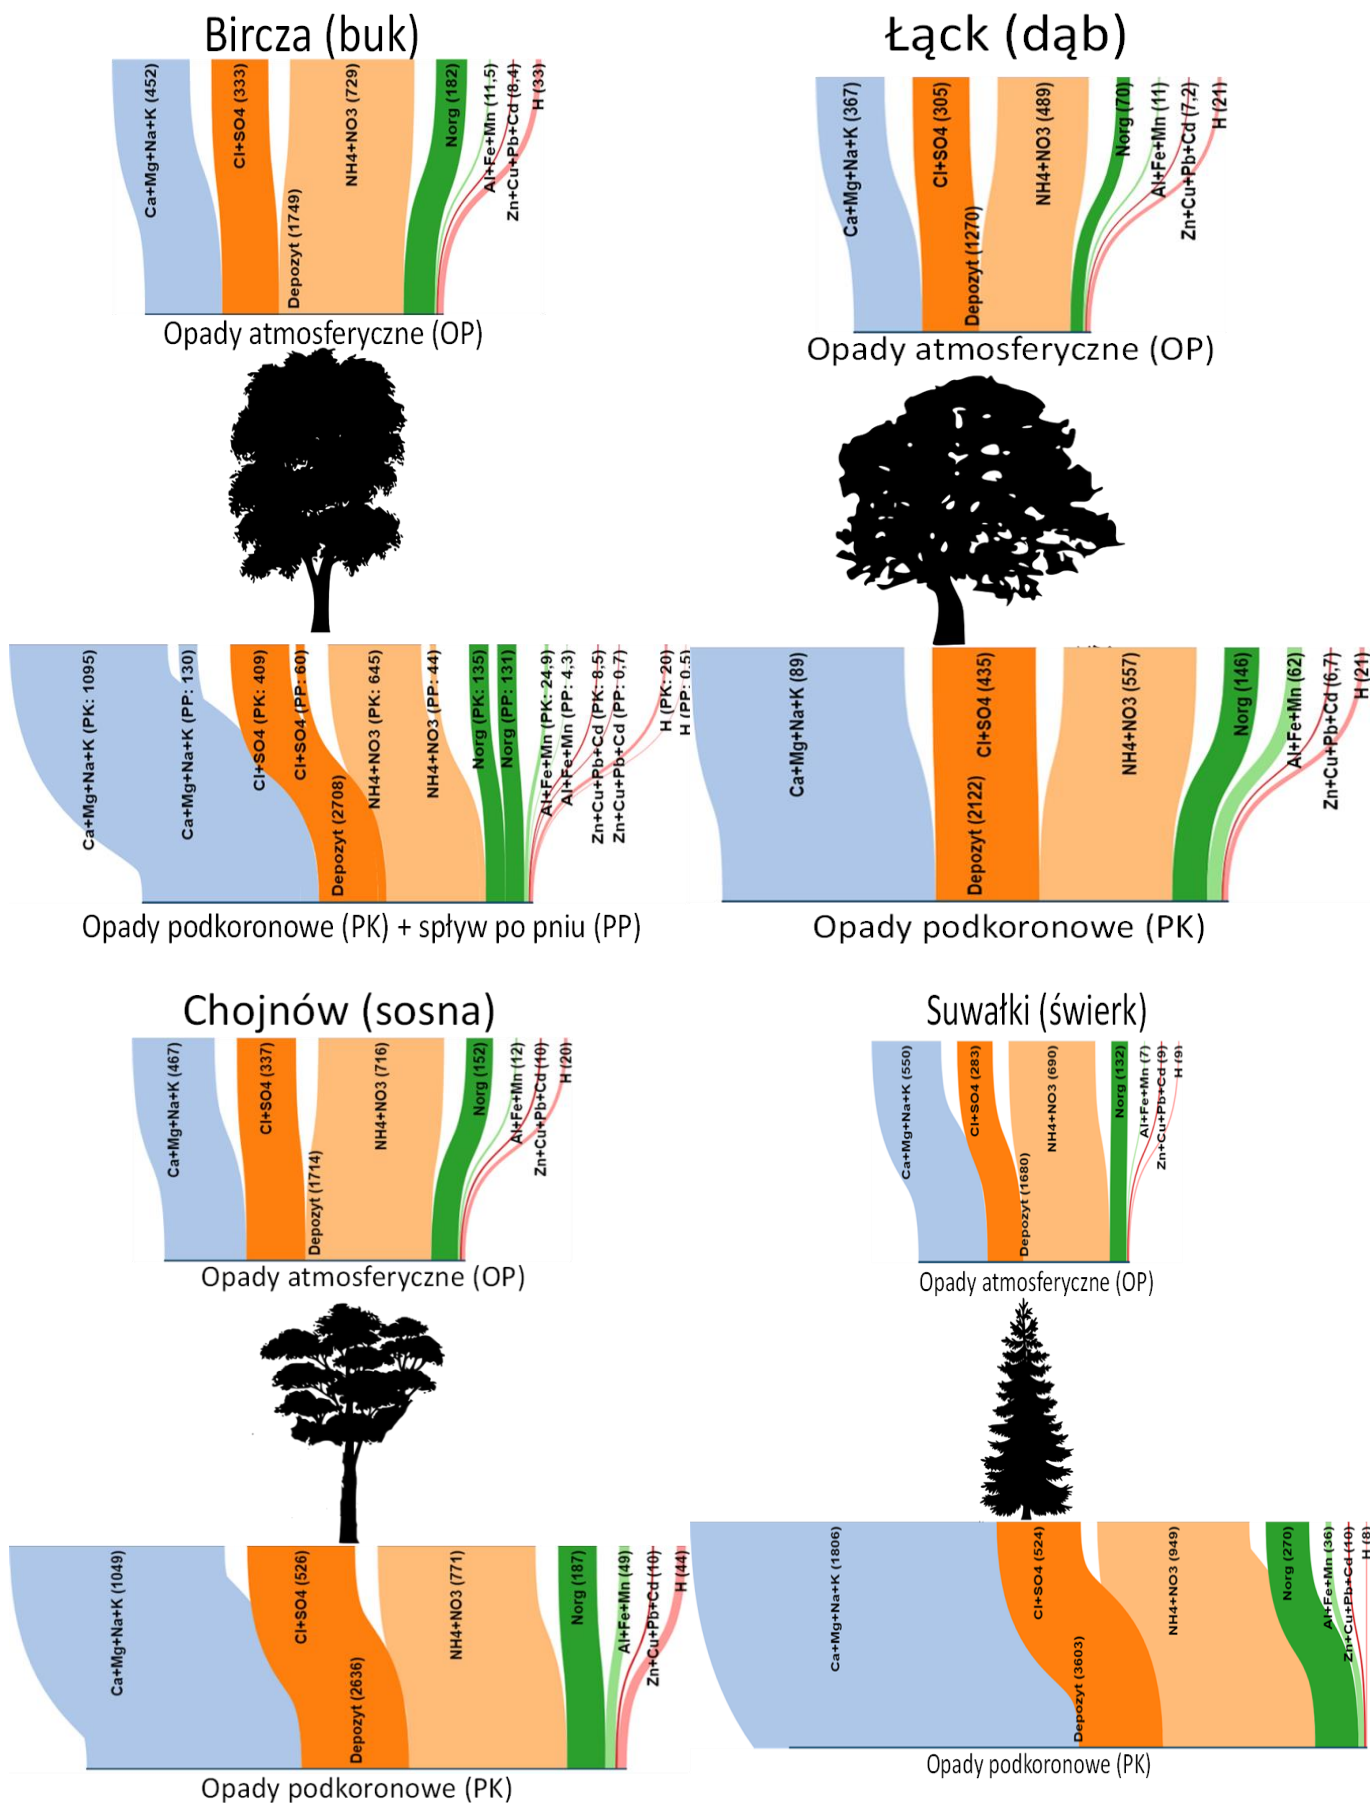 Bircza (buk)
Ca+Mg+Na+K (452)
Cl+SO4 (333)
Depozyt (1749)
NH4+NO3 (729)
Norg (182)
Al+Fe+Mn (11,5)
Zn+Cu+Pb+Cd (8,4)
H (33)
Opady atmosferyczne (OP)
Ca+Mg+Na+K (PK: 1095)
Ca+Mg+Na+K (PP: 130)
Cl+SO4 (PK: 409)
Cl+SO4 (PP: 60)
Depozyt (2708)
NH4+NO3 (PK: 645)
NH4+NO3 (PP: 44)
Norg (PK: 135)
Norg (PP: 131)
Al+Fe+Mn (PK: 24,9)
Al+Fe+Mn (PP: 4,3)
Zn+Cu+Pb+Cd (PK: 8,5)
Zn+Cu+Pb+Cd (PP: 0,7)
H (PK: 20)
H (PP: 0.5)
Opady podkoronowe (PK) + spływ po pniu (PP)
Łąck (dąb)
Ca+Mg+Na+K (367)
Cl+SO4 (305)
Depozyt (1270)
NH4+NO3 (489)
Norg (70)
Al+Fe+Mn (11)
Zn+Cu+Pb+Cd (7,2)
H (21)
Opady atmosferyczne (OP)
Ca+Mg+Na+K (89)
Cl+SO4 (435)
Depozyt (2122)
NH4+NO3 (557)
Norg (146)
Al+Fe+Mn (62)
Zn+Cu+Pb+Cd (6,7)
H (21)
Opady podkoronowe (PK)
Chojnów (sosna)
Ca+Mg+Na+K (467)
Cl+SO4 (337)
Depozyt (1714)
NH4+NO3 (716)
Norg (152)
Al+Fe+Mn (12)
Zn+Cu+Pb+Cd (10)
H (20)
Opady atmosferyczne (OP)
Ca+Mg+Na+K (1049)
Cl+SO4 (526)
Depozyt (2636)
NH4+NO3 (771)
Norg (187)
Al+Fe+Mn (49)
Zn+Cu+Pb+Cd (10)
H (44)
Opady podkoronowe (PK)
Suwałki (świerk)
Ca+Mg+Na+K (550)
Cl+SO4 (283)
Depozyt (1680)
NH4+NO3 (690)
Norg (132)
Al+Fe+Mn (7)
Zn+Cu+Pb+Cd (9)
H (9)
Opady atmosferyczne (OP)
Ca+Mg+Na+K (1806)
Cl+SO4 (524)
Depozyt (3603)
NH4+NO3 (949)
Norg (270)
Al+Fe+Mn (36)
Zn+Cu+Pb+Cd (10)
H (8)
Opady podkoronowe (PK)